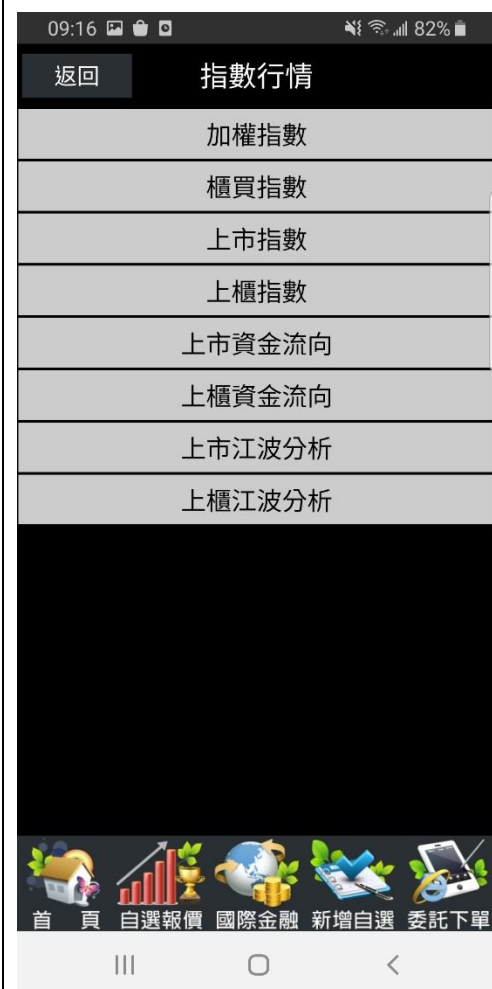 09:16 82%
返回 指數行情
加權指數
櫃買指數
上市指數
上櫃指數
上市資金流向
上櫃資金流向
上市江波分析
上櫃江波分析
首 頁 自選報價 國際金融 新增自選 委託下單